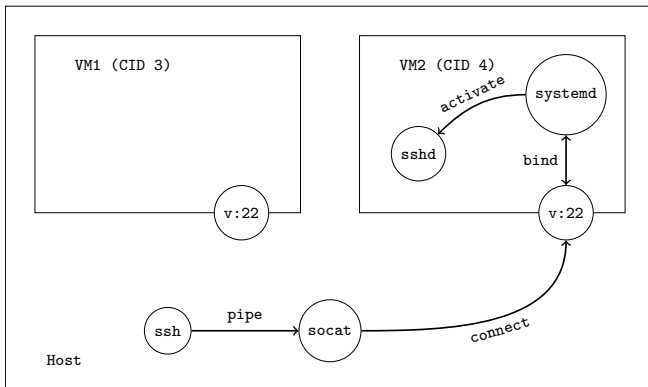 VM1 (CID 3)
VM2 (CID 4)
activate
systemd
sshd
bind
v:22
v:22
pipe
ssh
socat
connect
Host